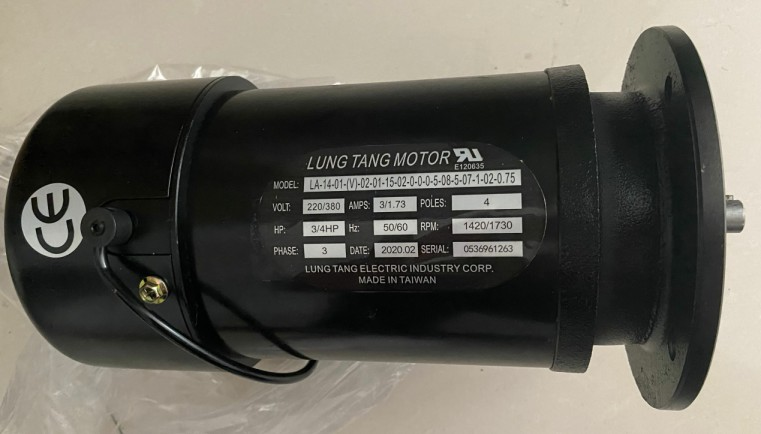 LUNG TANG MOTOR RU
E120835
MODEL: LA-14-01-(V)-02-01-15-02-0-0-0-5-08-5-07-1-02-0.75
VOLT: 220/380 AMPS: 3/1.73 POLES: 4
HP: 3/4HP Hz: 50/60 RPM: 1420/1730
PHASE: 3 DATE: 2020.02 SERIAL: 0536961263
LUNG TANG ELECTRIC INDUSTRY CORP.
MADE IN TAIWAN
CE